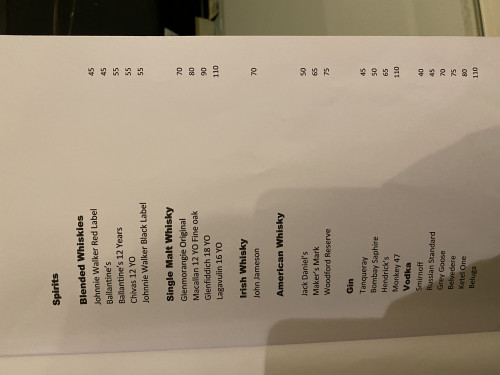 Spirits
Blended Whiskies
Johnnie Walker Red Label 45
Ballantine's 45
Ballantine's 12 Years 55
Chivas 12 YO 55
Johnnie Walker Black Label 55
Single Malt Whisky
Glenmorangie Original 70
Macallan 12 YO Fine oak 80
Glenfiddich 18 YO 90
Lagavulin 16 YO 110
Irish Whisky
John Jameson 70
American Whisky
Jack Daniel's 50
Maker's Mark 65
Woodford Reserve 75
Gin
Tanqueray 45
Bombay Saphire 50
Hendrick's 65
Monkey 47 110
Vodka
Smirnoff 40
Russian Standard 45
Grey Goose 70
Belvedere 75
Ketel One 80
Beluga 110